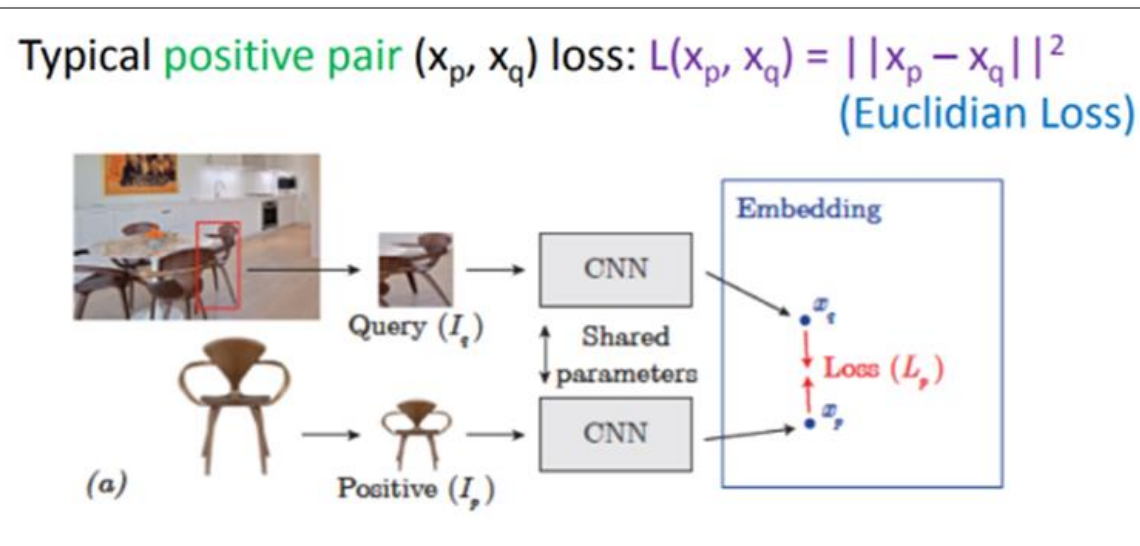 Typical positive pair (xp, xq) loss: L(xp, xq) = ||xp – xq||²
(Euclidian Loss)
Embedding
CNN
Query (Iq)
xq
Shared
parameters
Loss (Lp)
xp
CNN
Positive (Ip)
(a)